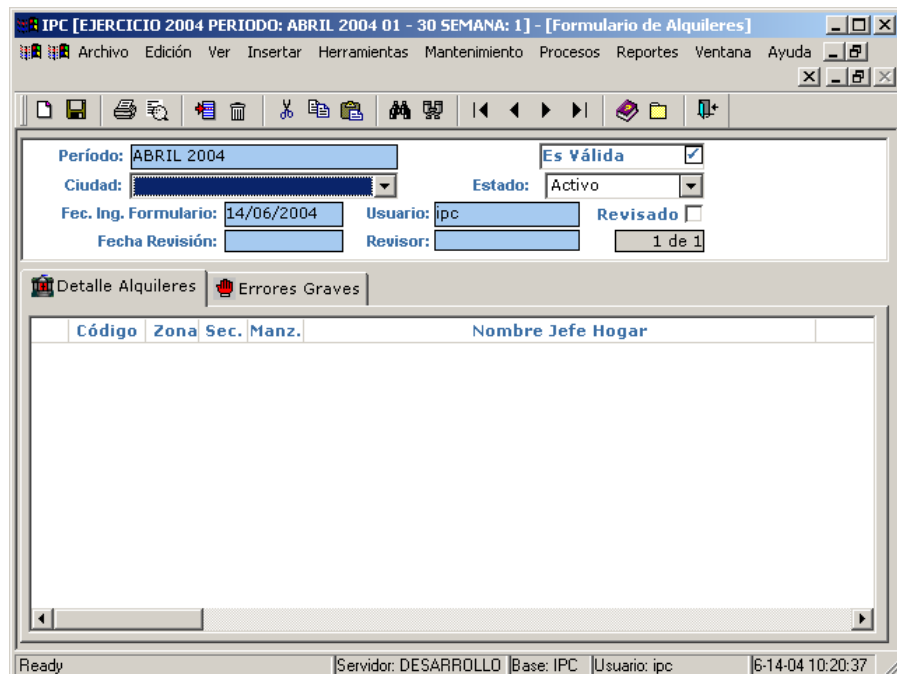 IPC [EJERCICIO 2004 PERIODO: ABRIL 2004 01 - 30 SEMANA: 1] - [Formulario de Alquileres]
Archivo Edición Ver Insertar Herramientas Mantenimiento Procesos Reportes Ventana Ayuda
Período: ABRIL 2004 Es Válida
Ciudad: Estado: Activo
Fec. Ing. Formulario: 14/06/2004 Usuario: ipc Revisado
Fecha Revisión: Revisor: 1 de 1
Detalle Alquileres Errores Graves
Código Zona Sec. Manz. Nombre Jefe Hogar
Ready Servidor: DESARROLLO Base: IPC Usuario: ipc 6-14-04 10:20:37